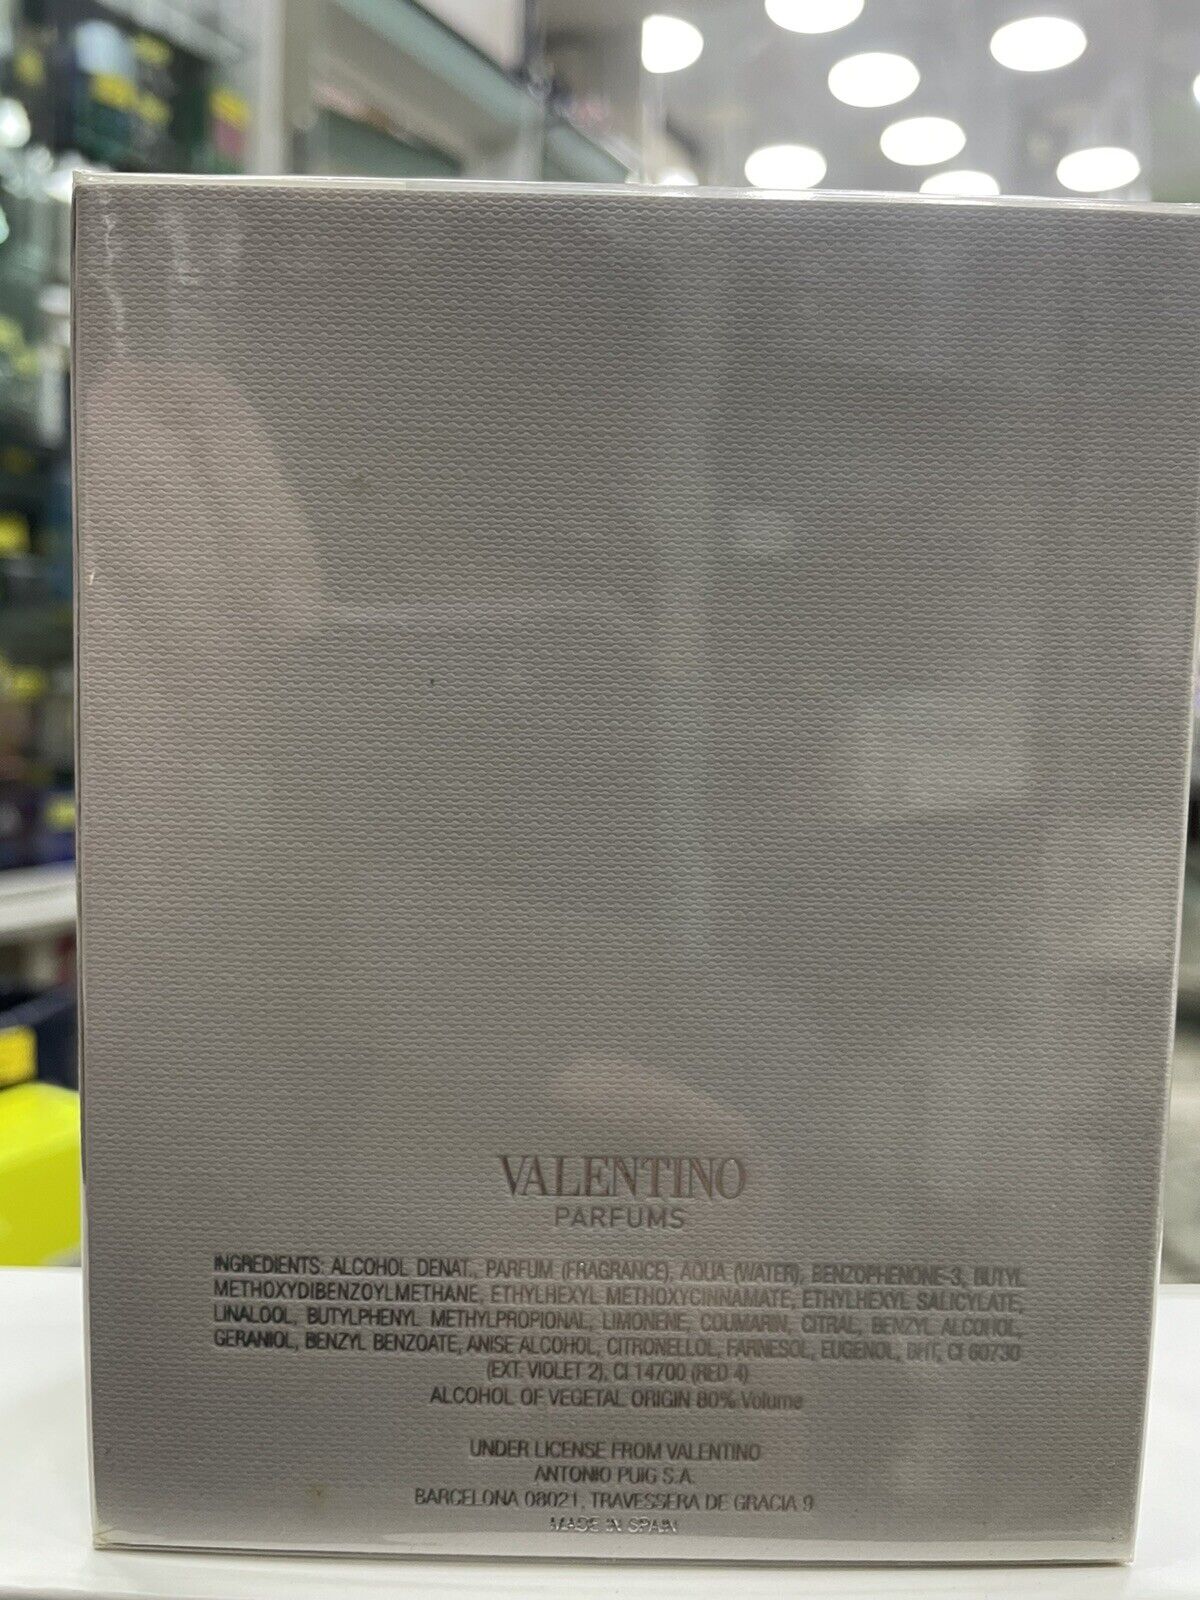 VALENTINO
PARFUMS
INGREDIENTS: ALCOHOL DENAT., PARFUM (FRAGRANCE), AQUA (WATER), BENZOPHENONE-3, BUTYL
METHOXYDIBENZOYLMETHANE, ETHYLHEXYL METHOXYCINNAMATE, ETHYLHEXYL SALICYLATE,
LINALOOL, BUTYLPHENYL METHYLPROPIONAL, LIMONENE, COUMARIN, CITRAL, BENZYL ALCOHOL,
GERANIOL, BENZYL BENZOATE, ANISE ALCOHOL, CITRONELLOL, FARNESOL, EUGENOL, BHT, CI 60730
(EXT. VIOLET 2), CI 14700 (RED 4)
ALCOHOL OF VEGETAL ORIGIN 80% Volume
UNDER LICENSE FROM VALENTINO
ANTONIO PUIG S.A.
BARCELONA 08021, TRAVESSERA DE GRACIA 9
MADE IN SPAIN